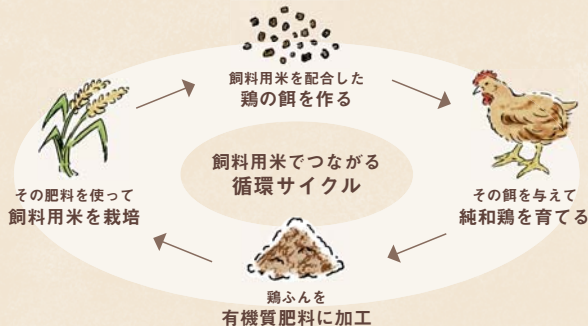 飼料用米を配合した
鶏の餌を作る
飼料用米でつながる
循環サイクル
その肥料を使って
飼料用米を栽培
その餌を与えて
純和鶏を育てる
鶏ふんを
有機質肥料に加工